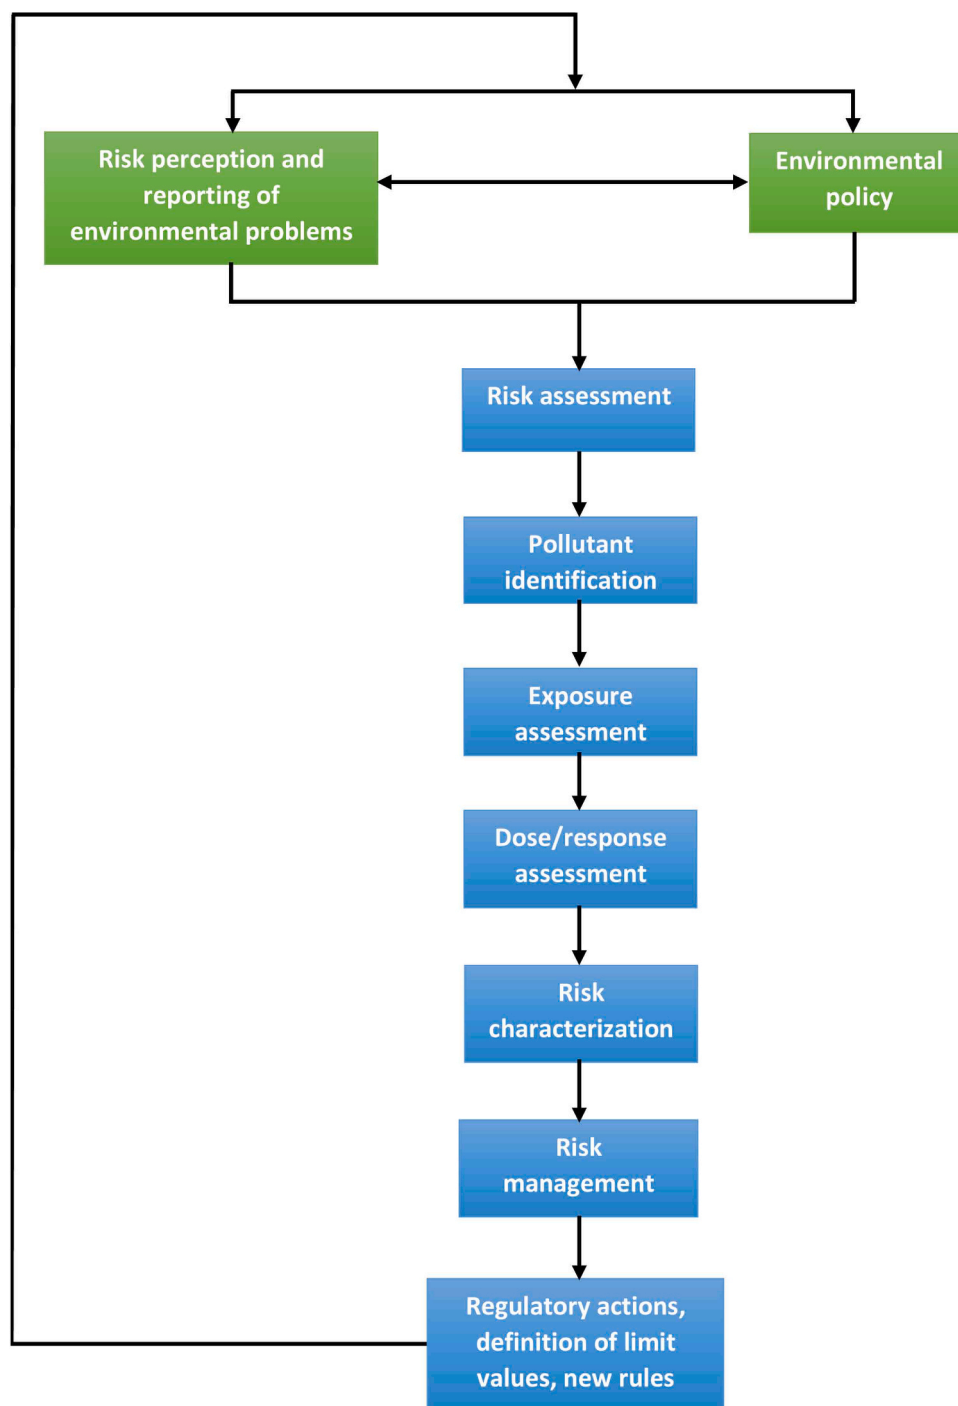 Risk perception and
reporting of
environmental problems
Environmental
policy
Risk assessment
Pollutant
identification
Exposure
assessment
Dose/response
assessment
Risk
characterization
Risk
management
Regulatory actions,
definition of limit
values, new rules